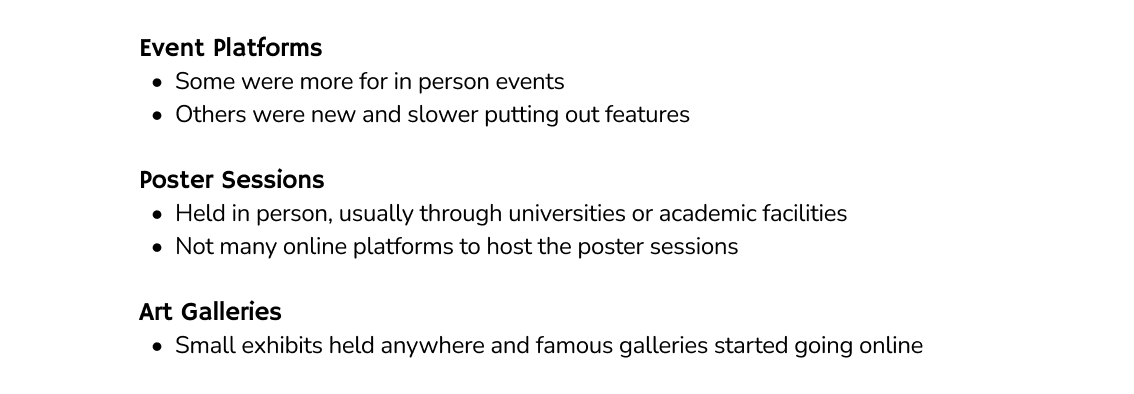 Event Platforms
• Some were more for in person events
• Others were new and slower putting out features
Poster Sessions
• Held in person, usually through universities or academic facilities
• Not many online platforms to host the poster sessions
Art Galleries
• Small exhibits held anywhere and famous galleries started going online